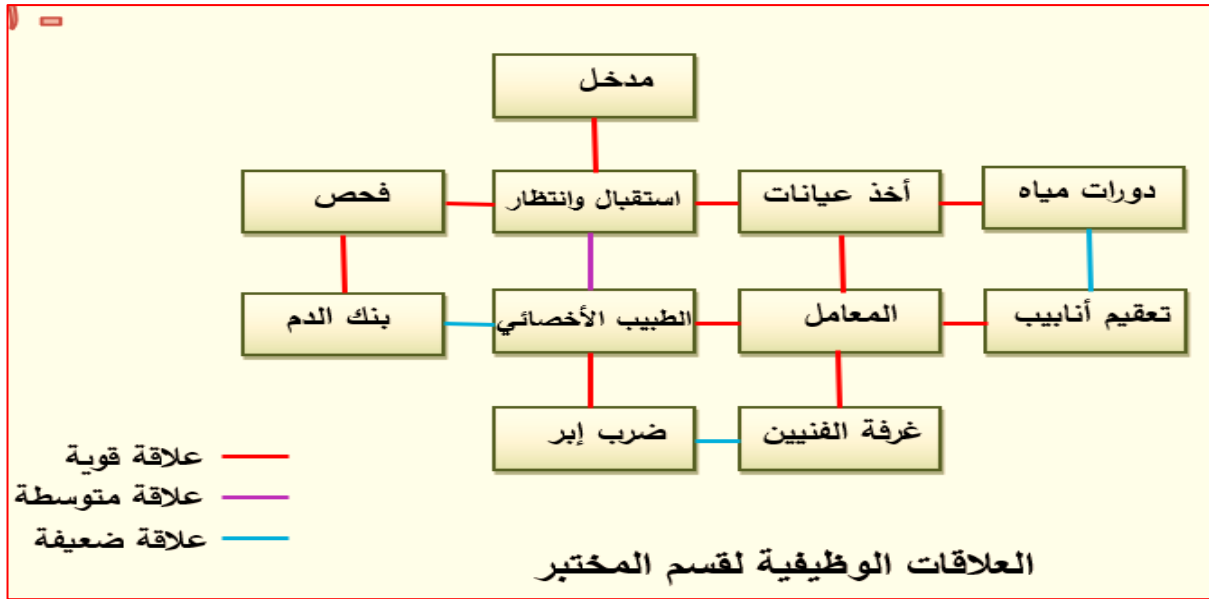 مدخل
دورات مياه
أخذ عيانات
استقبال وانتظار
فحص
تعقيم أنابيب
المعامل
الطبيب الأخصائي
بنك الدم
غرفة الفنيين
ضرب إبر
علاقة قوية
علاقة متوسطة
علاقة ضعيفة
العلاقات الوظيفية لقسم المختبر